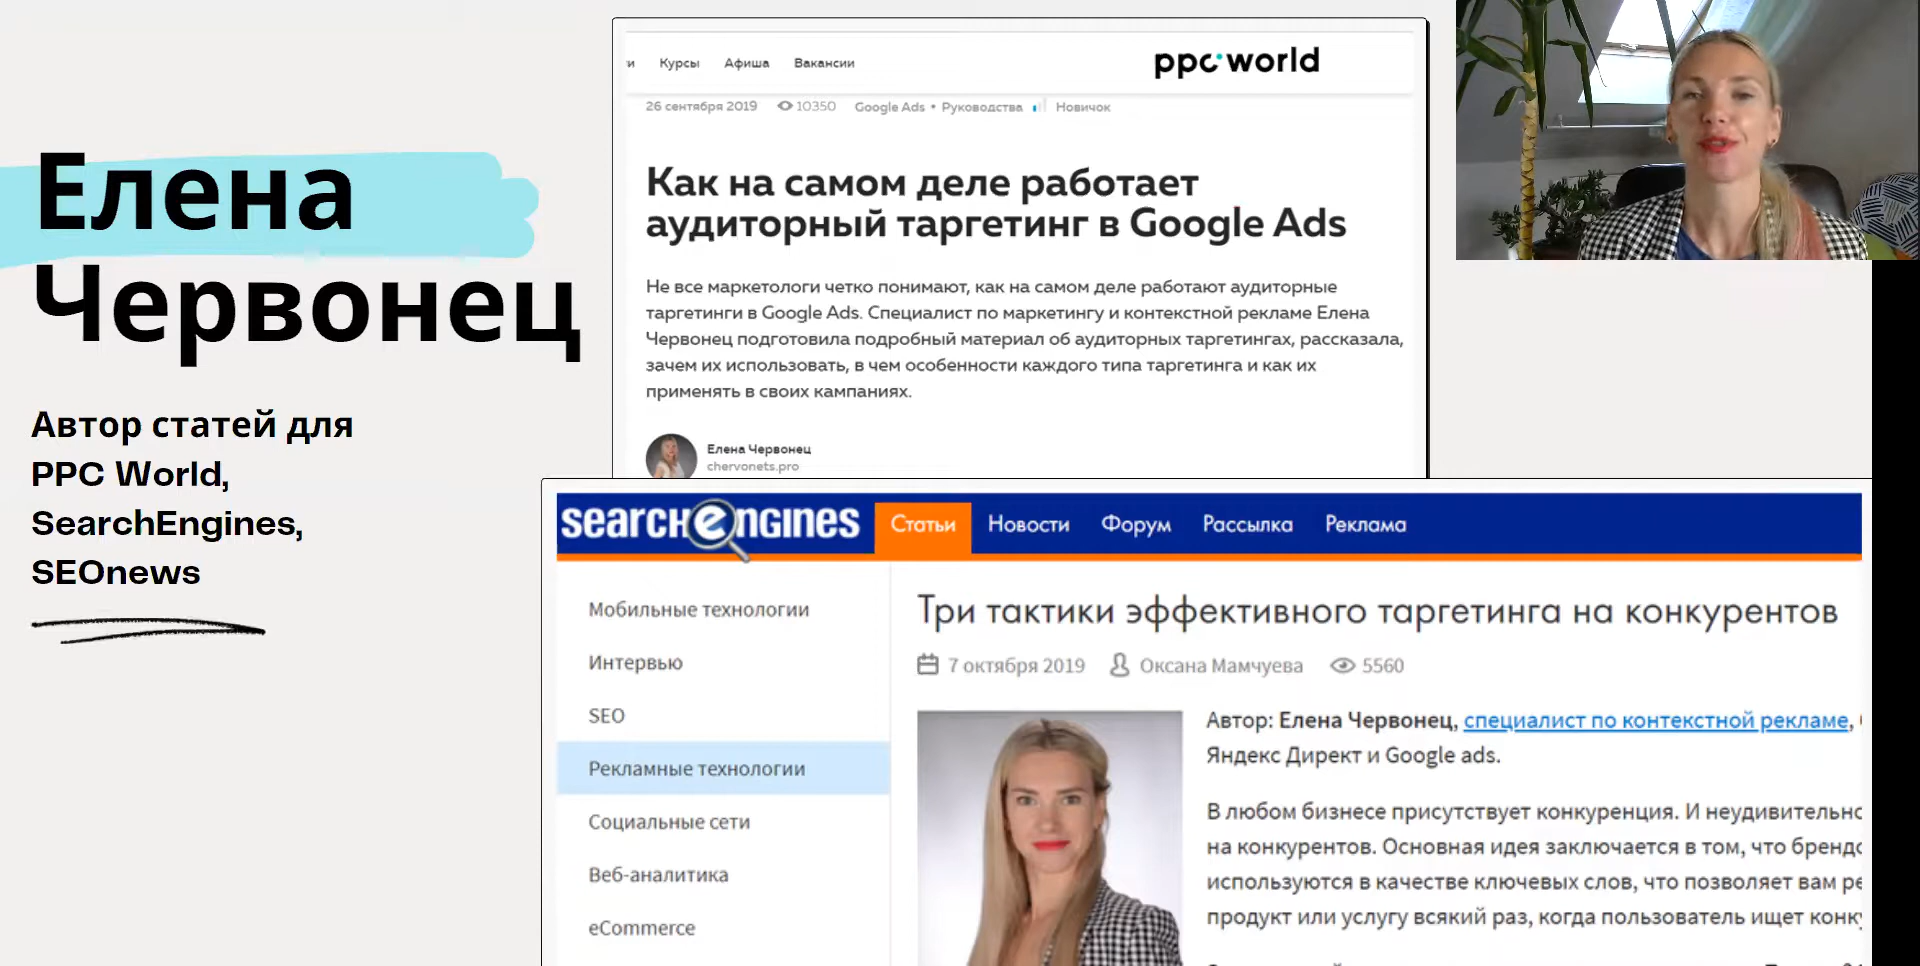 Елена
Червонец
Автор статей для
PPC World,
SearchEngines,
SEOnews
и Курсы Афиша Вакансии
ppc world
26 сентября 2019 10350 Google Ads • Руководства Новичок
Как на самом деле работает
аудиторный таргетинг в Google Ads
Не все маркетологи четко понимают, как на самом деле работают аудиторные
таргетинги в Google Ads. Специалист по маркетингу и контекстной рекламе Елена
Червонец подготовила подробный материал об аудиторных таргетингах, рассказала,
зачем их использовать, в чем особенности каждого типа таргетинга и как их
применять в своих кампаниях.
Елена Червонец
chervonets.pro
searchengines Статьи Новости Форум Рассылка Реклама
Мобильные технологии
Интервью
SEO
Рекламные технологии
Социальные сети
Веб-аналитика
eCommerce
Три тактики эффективного таргетинга на конкурентов
7 октября 2019 Оксана Мамчуева 5560
Автор: Елена Червонец, специалист по контекстной рекламе,
Яндекс Директ и Google ads.
В любом бизнесе присутствует конкуренция. И неудивительно
на конкурентов. Основная идея заключается в том, что брендо
используются в качестве ключевых слов, что позволяет вам ре
продукт или услугу всякий раз, когда пользователь ищет конку